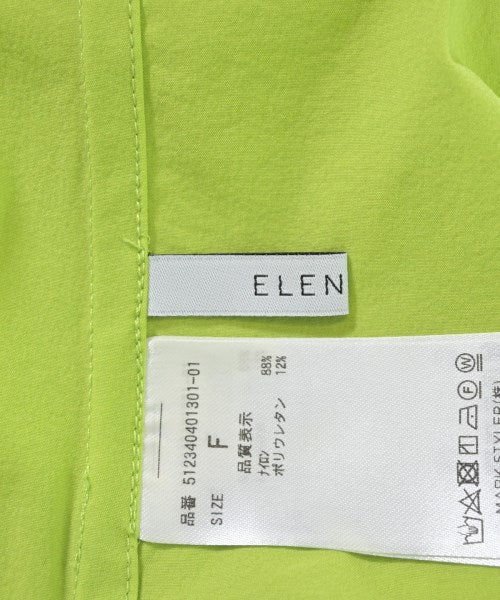 ELEN
品番 512340401301-01
SIZE F
品質表示
ナイロン 88%
ポリウレタン 12%
MARK STYLER(株)